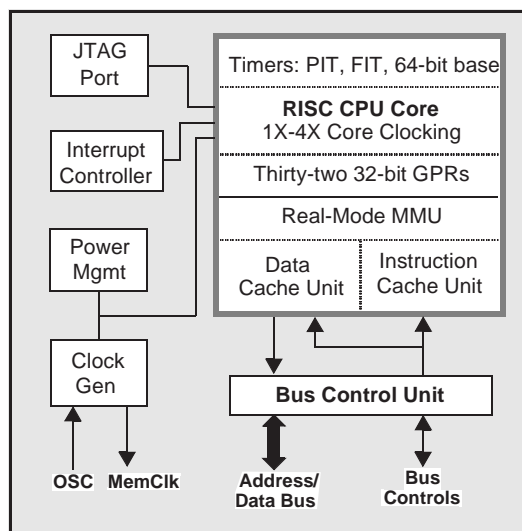 JTAG
Port
Interrupt
Controller
Power
Mgmt
Clock
Gen
OSC
MemClk
Timers: PIT, FIT, 64-bit base
RISC CPU Core
1X-4X Core Clocking
Thirty-two 32-bit GPRs
Real-Mode MMU
Data
Cache Unit
Instruction
Cache Unit
Bus Control Unit
Address/
Data Bus
Bus
Controls